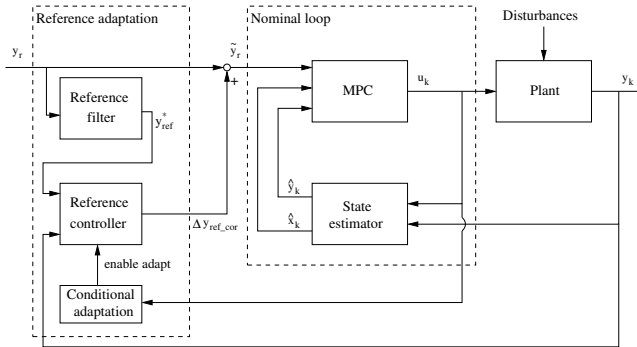 Reference adaptation
Nominal loop
Disturbances
y_r
ỹ_r
+
MPC
u_k
Plant
y_k
Reference
filter
y*_ref
ŷ_k
State
estimator
x̂_k
Reference
controller
Δ y_ref_cor
enable adapt
Conditional
adaptation